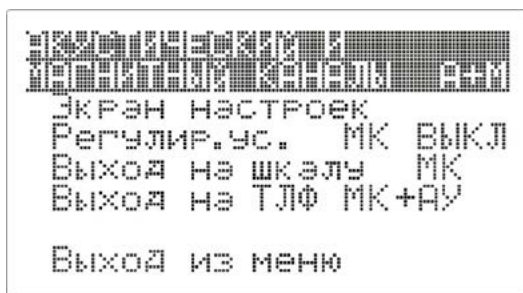 АКУСТИЧЕСКИЙ И
МАГНИТНЫЙ КАНАЛЫ А+М
Экран настроек
Регулир.ус. МК ВЫКЛ
Выход на шкалу МК
Выход на ТЛФ МК+АУ
Выход из меню